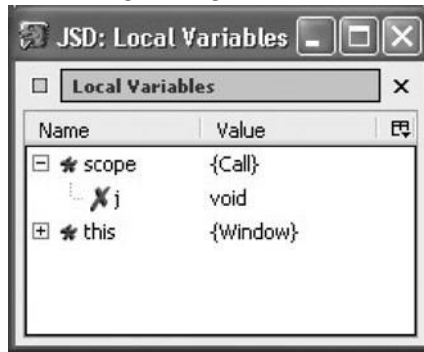 JSD: Local Variables
Local Variables
Name Value
scope {Call}
j void
this {Window}